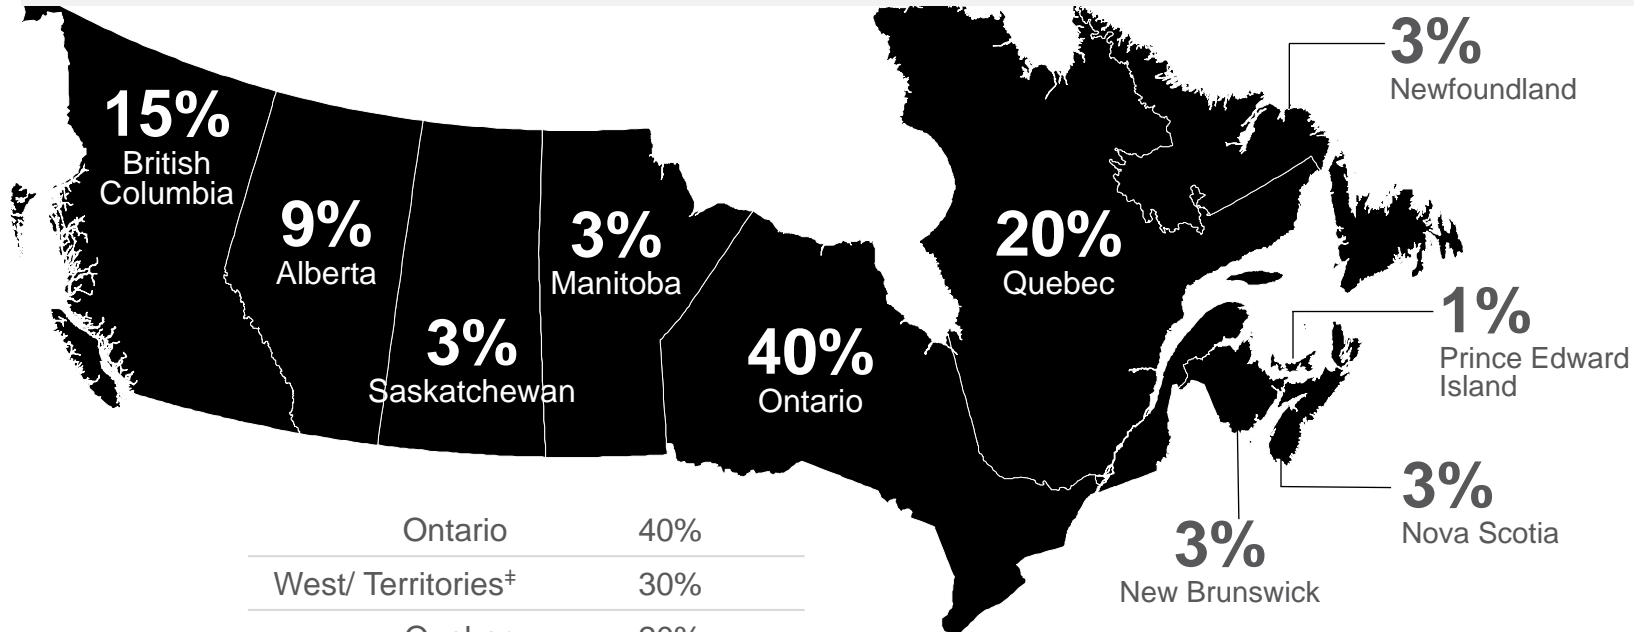 3%
Newfoundland
15%
British
Columbia
9%
Alberta
3%
Manitoba
20%
Quebec
3%
Saskatchewan
40%
Ontario
1%
Prince Edward
Island
3%
Nova Scotia
3%
New Brunswick
Ontario 40%
West/ Territories‡ 30%